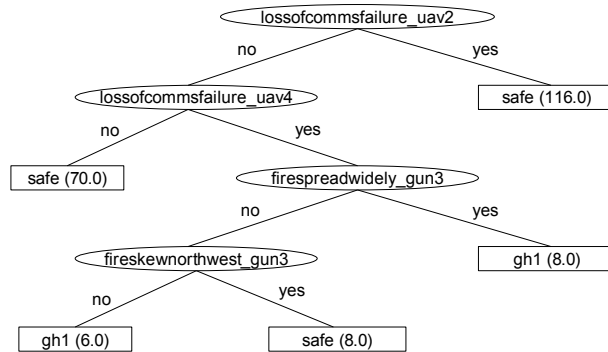 lossofcommsfailure_uav2
no
yes
lossofcommsfailure_uav4
safe (116.0)
no
yes
safe (70.0)
firespreadwidely_gun3
no
yes
fireskewnorthwest_gun3
gh1 (8.0)
no
yes
gh1 (6.0)
safe (8.0)